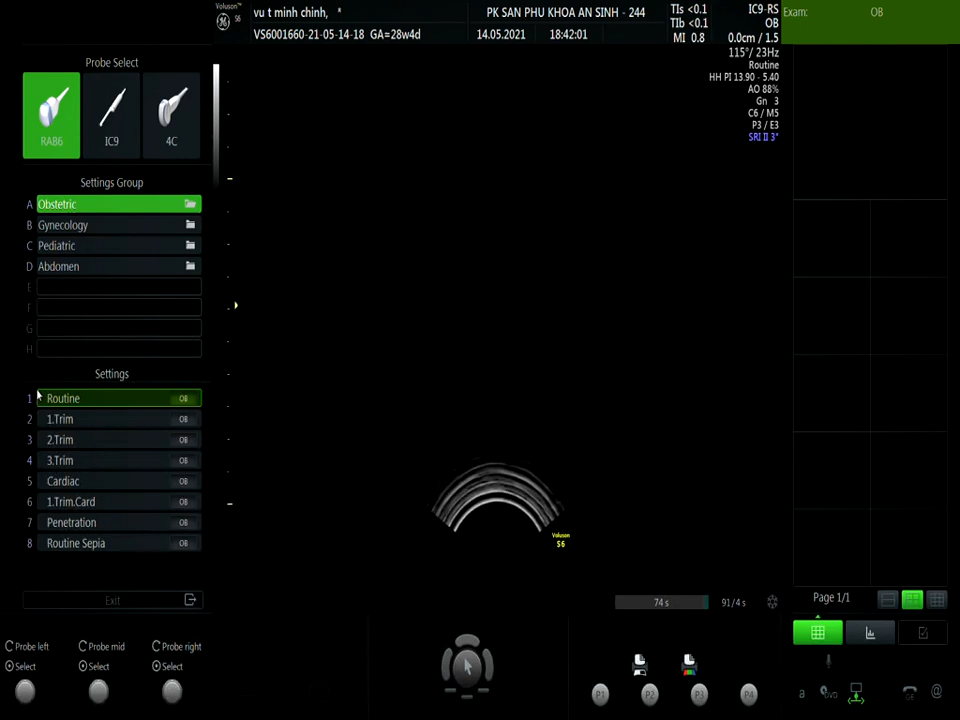 Voluson™
S6
vu t minh chinh, *
PK SAN PHU KHOA AN SINH - 244
VS6001660-21-05-14-18 GA=28w4d
14.05.2021
18:42:01
TIs <0.1
TIb <0.1
MI 0.8
IC9-RS
OB
0.0cm / 1.5
115°/ 23Hz
Routine
HH PI 13.90 - 5.40
AO 88%
Gn 3
C6 / M5
P3 / E3
SRI II 3*
Exam: OB
Probe Select
RAB6
IC9
4C
Settings Group
A Obstetric
B Gynecology
C Pediatric
D Abdomen
E
F
G
H
Settings
1 Routine OB
2 1.Trim OB
3 2.Trim OB
4 3.Trim OB
5 Cardiac OB
6 1.Trim.Card OB
7 Penetration OB
8 Routine Sepia OB
Exit
Voluson
S6
74 s
91/4 s
Page 1/1
Probe left
Probe mid
Probe right
Select
Select
Select
P1
P2
P3
P4
a
DVD
@